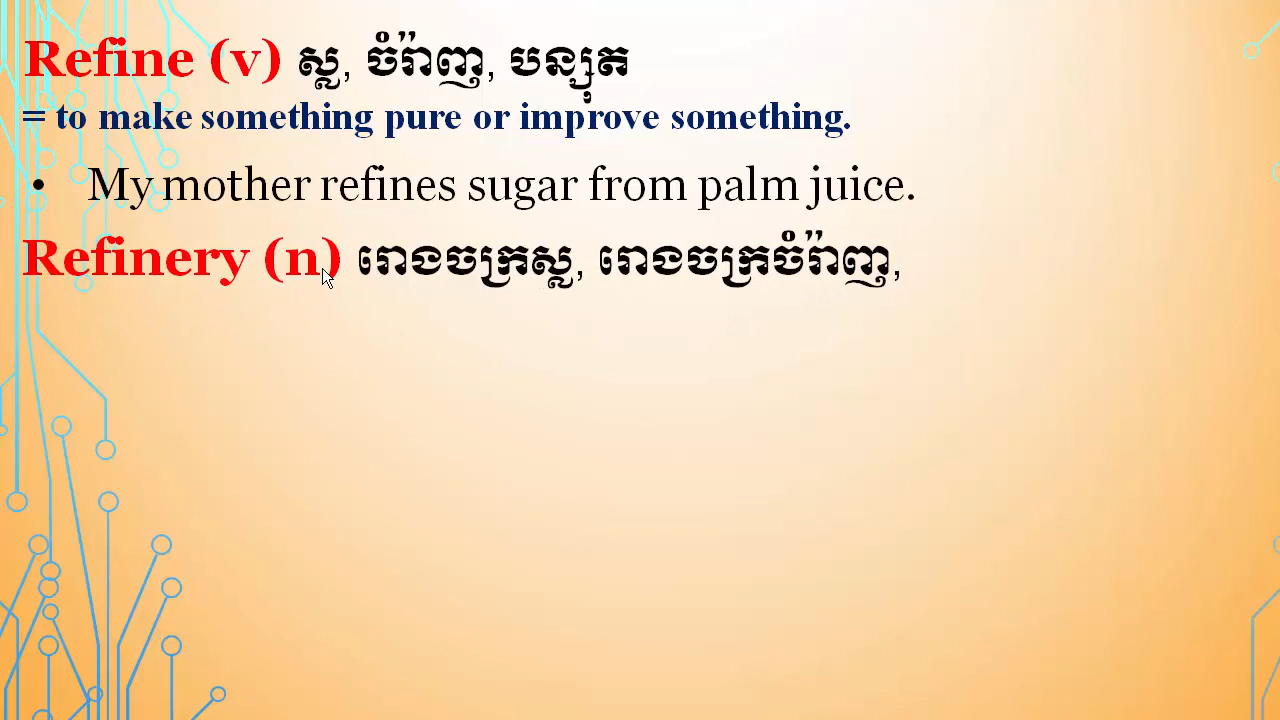 Refine (v) ស្ល, ចំរ៉ាញ, បន្សុត
= to make something pure or improve something.
• My mother refines sugar from palm juice.
Refinery (n) រោងចក្រស្ល, រោងចក្រចំរ៉ាញ,